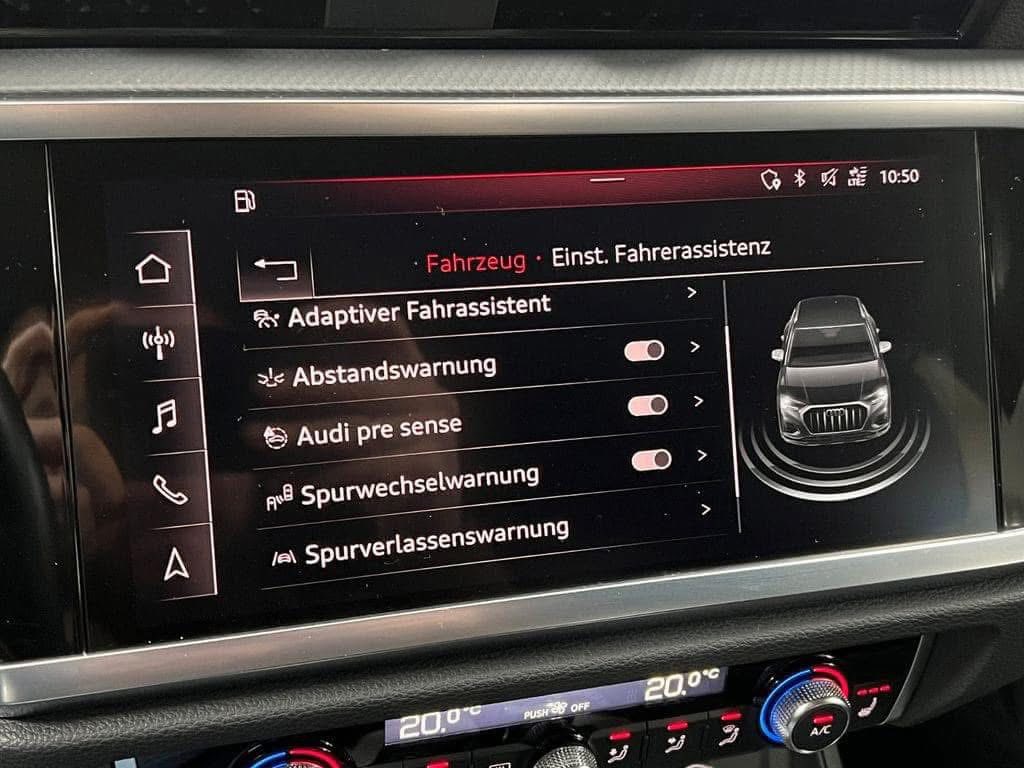 LTE 10:50
Fahrzeug · Einst. Fahrerassistenz
Adaptiver Fahrassistent >
Abstandswarnung >
Audi pre sense >
Spurwechselwarnung >
Spurverlassenswarnung >
20.0°C PUSH OFF 20.0°C
A/C